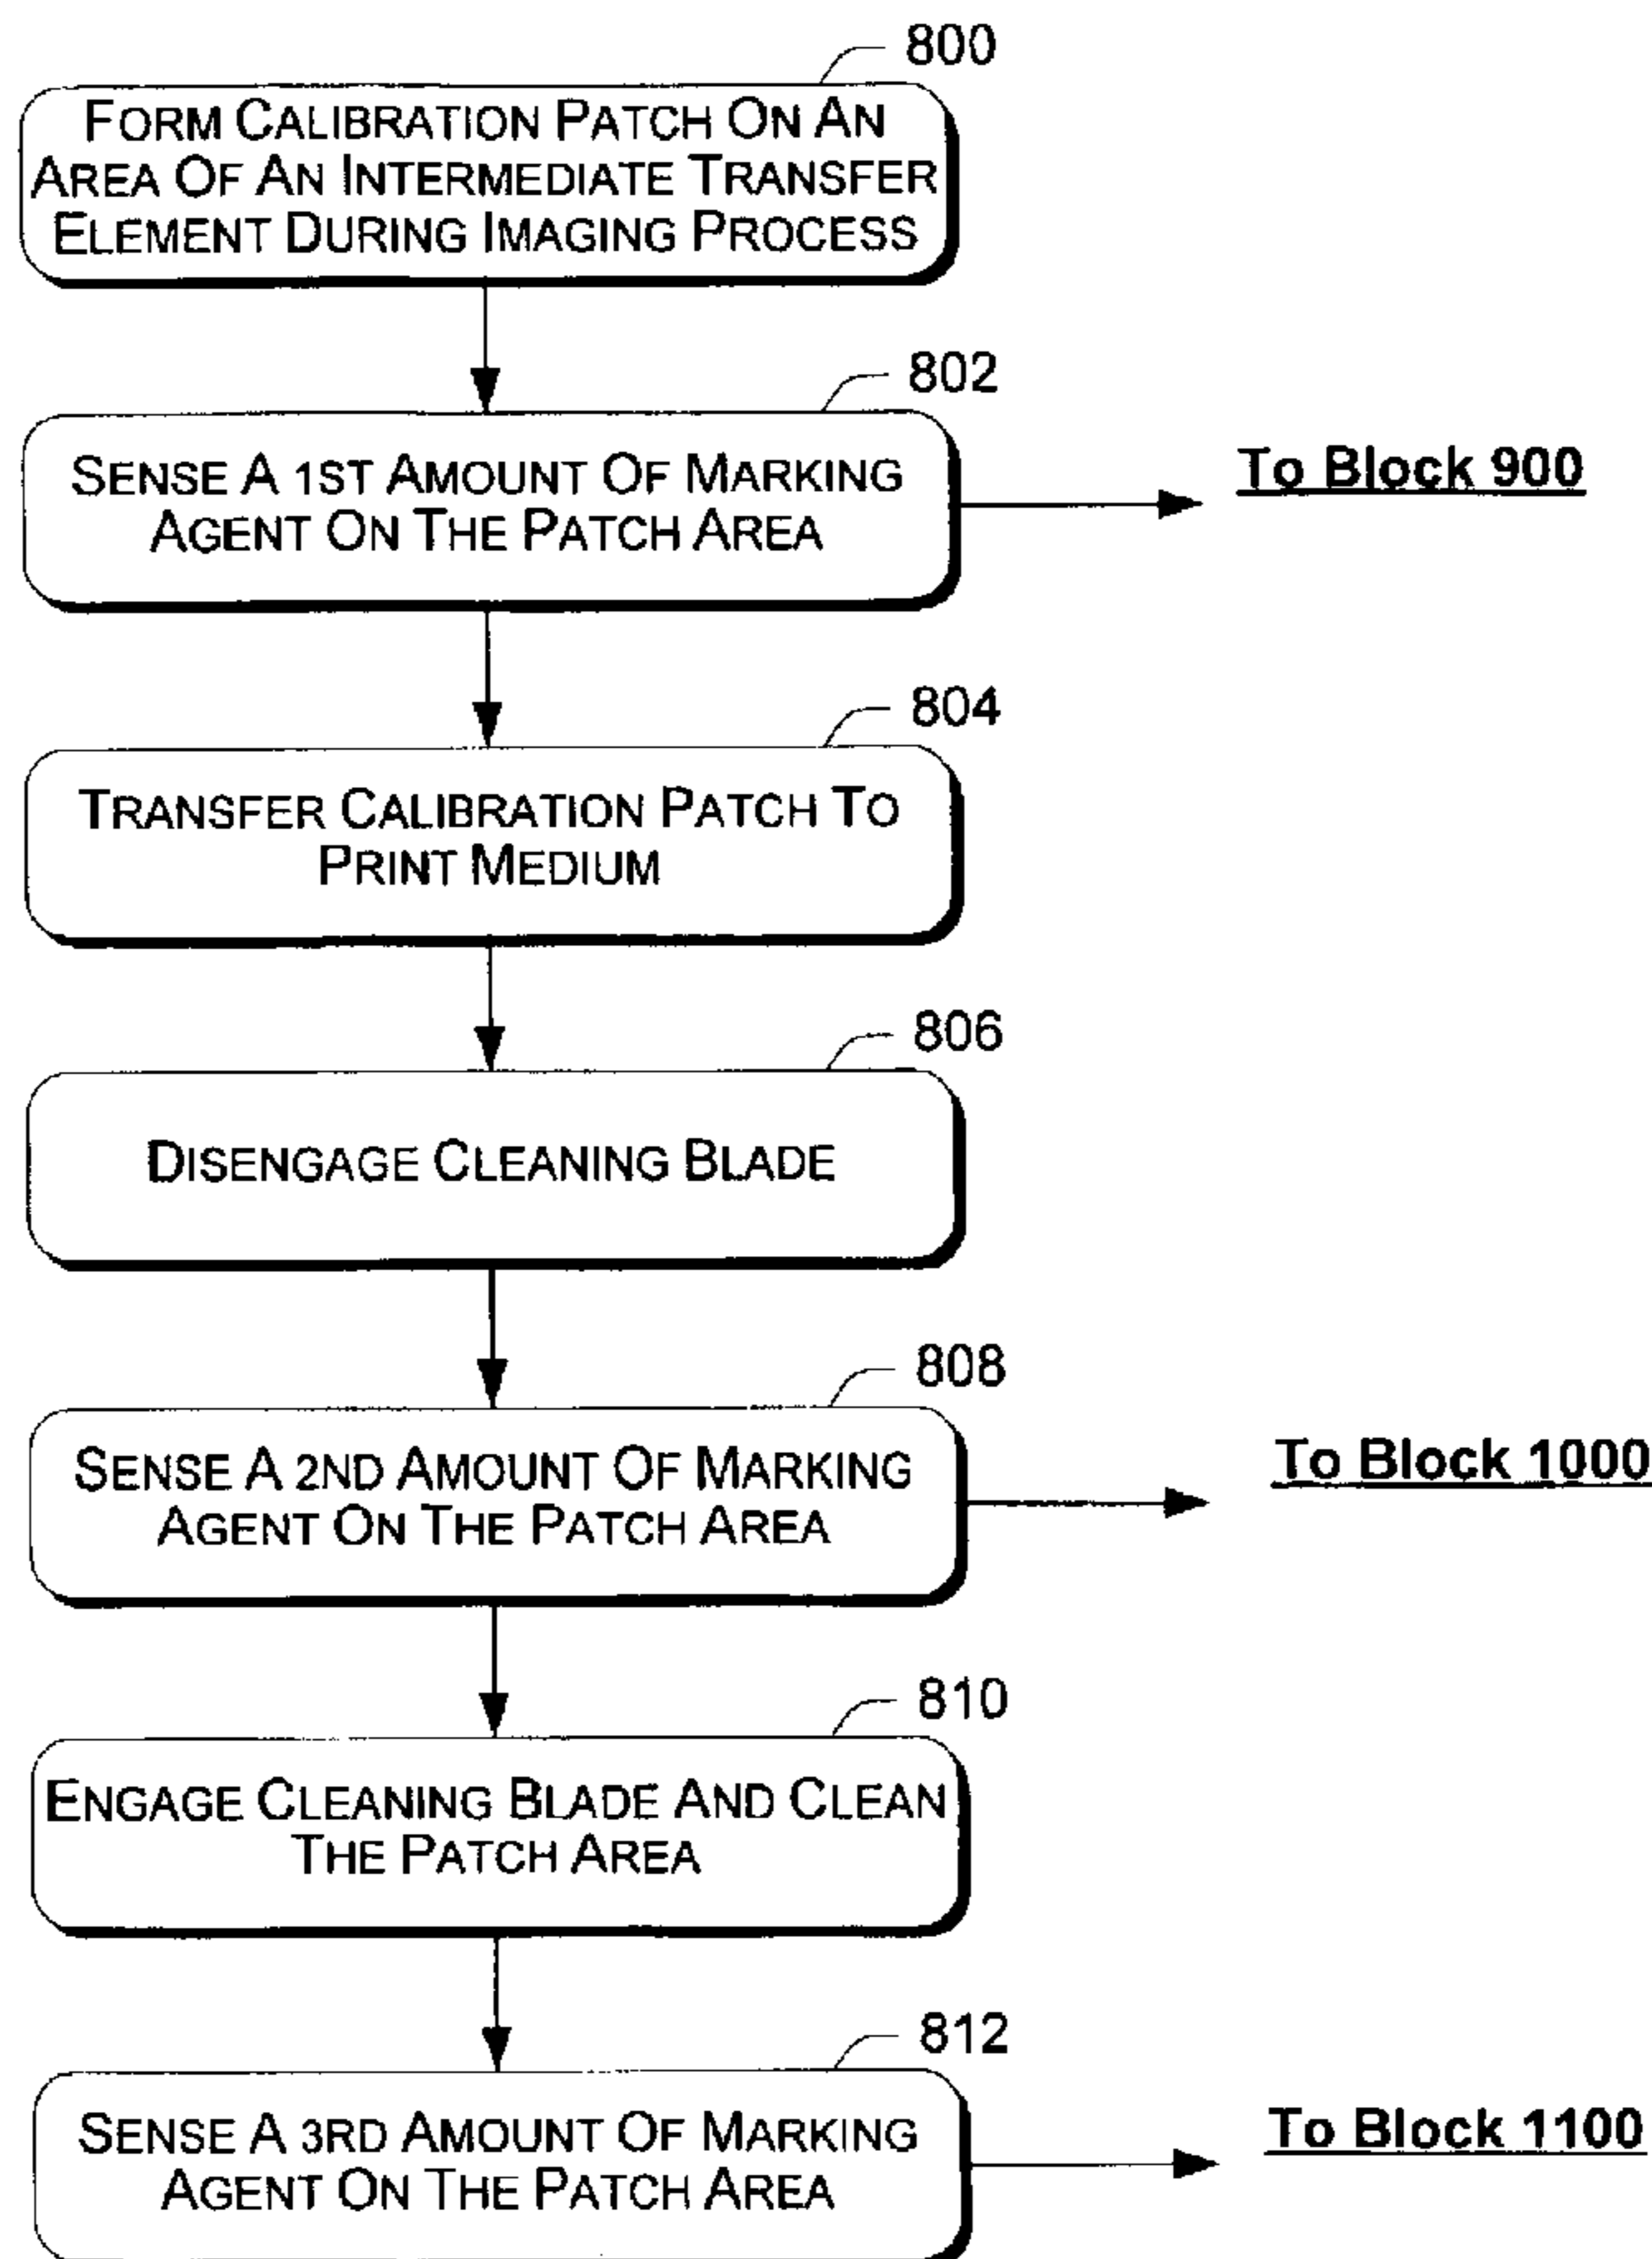 800
FORM CALIBRATION PATCH ON AN
AREA OF AN INTERMEDIATE TRANSFER
ELEMENT DURING IMAGING PROCESS
802
SENSE A 1ST AMOUNT OF MARKING
AGENT ON THE PATCH AREA
To Block 900
804
TRANSFER CALIBRATION PATCH TO
PRINT MEDIUM
806
DISENGAGE CLEANING BLADE
808
SENSE A 2ND AMOUNT OF MARKING
AGENT ON THE PATCH AREA
To Block 1000
810
ENGAGE CLEANING BLADE AND CLEAN
THE PATCH AREA
812
SENSE A 3RD AMOUNT OF MARKING
AGENT ON THE PATCH AREA
To Block 1100